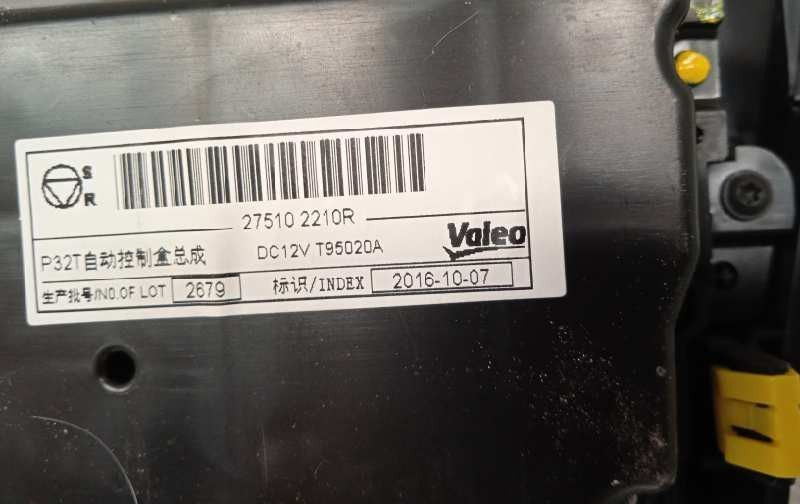 S
R
27510 2210R
P32T自动控制盒总成 DC12V T95020A Valeo
生产批号/NO.OF LOT 2679 标识/INDEX 2016-10-07